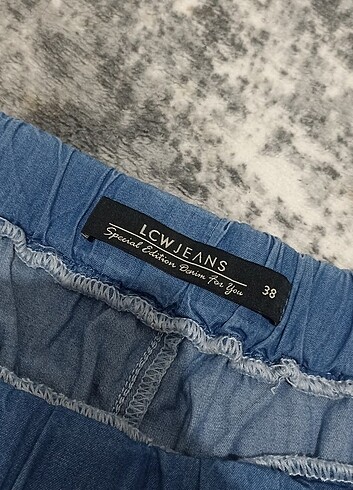 LCWJEANS
Special Edition Denim For You
38